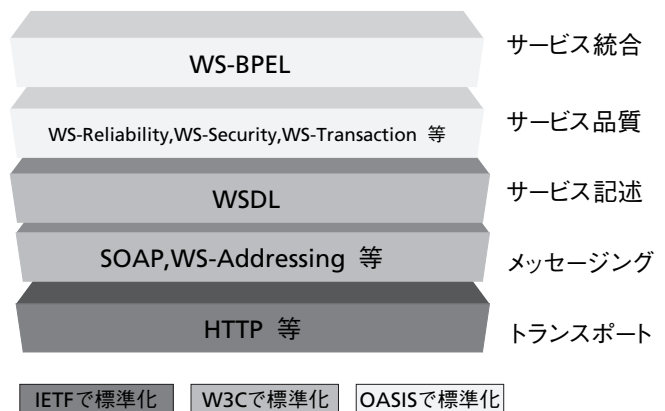 WS-BPEL
サービス統合
WS-Reliability,WS-Security,WS-Transaction 等
サービス品質
WSDL
サービス記述
SOAP,WS-Addressing 等
メッセージング
HTTP 等
トランスポート
IETFで標準化
W3Cで標準化
OASISで標準化